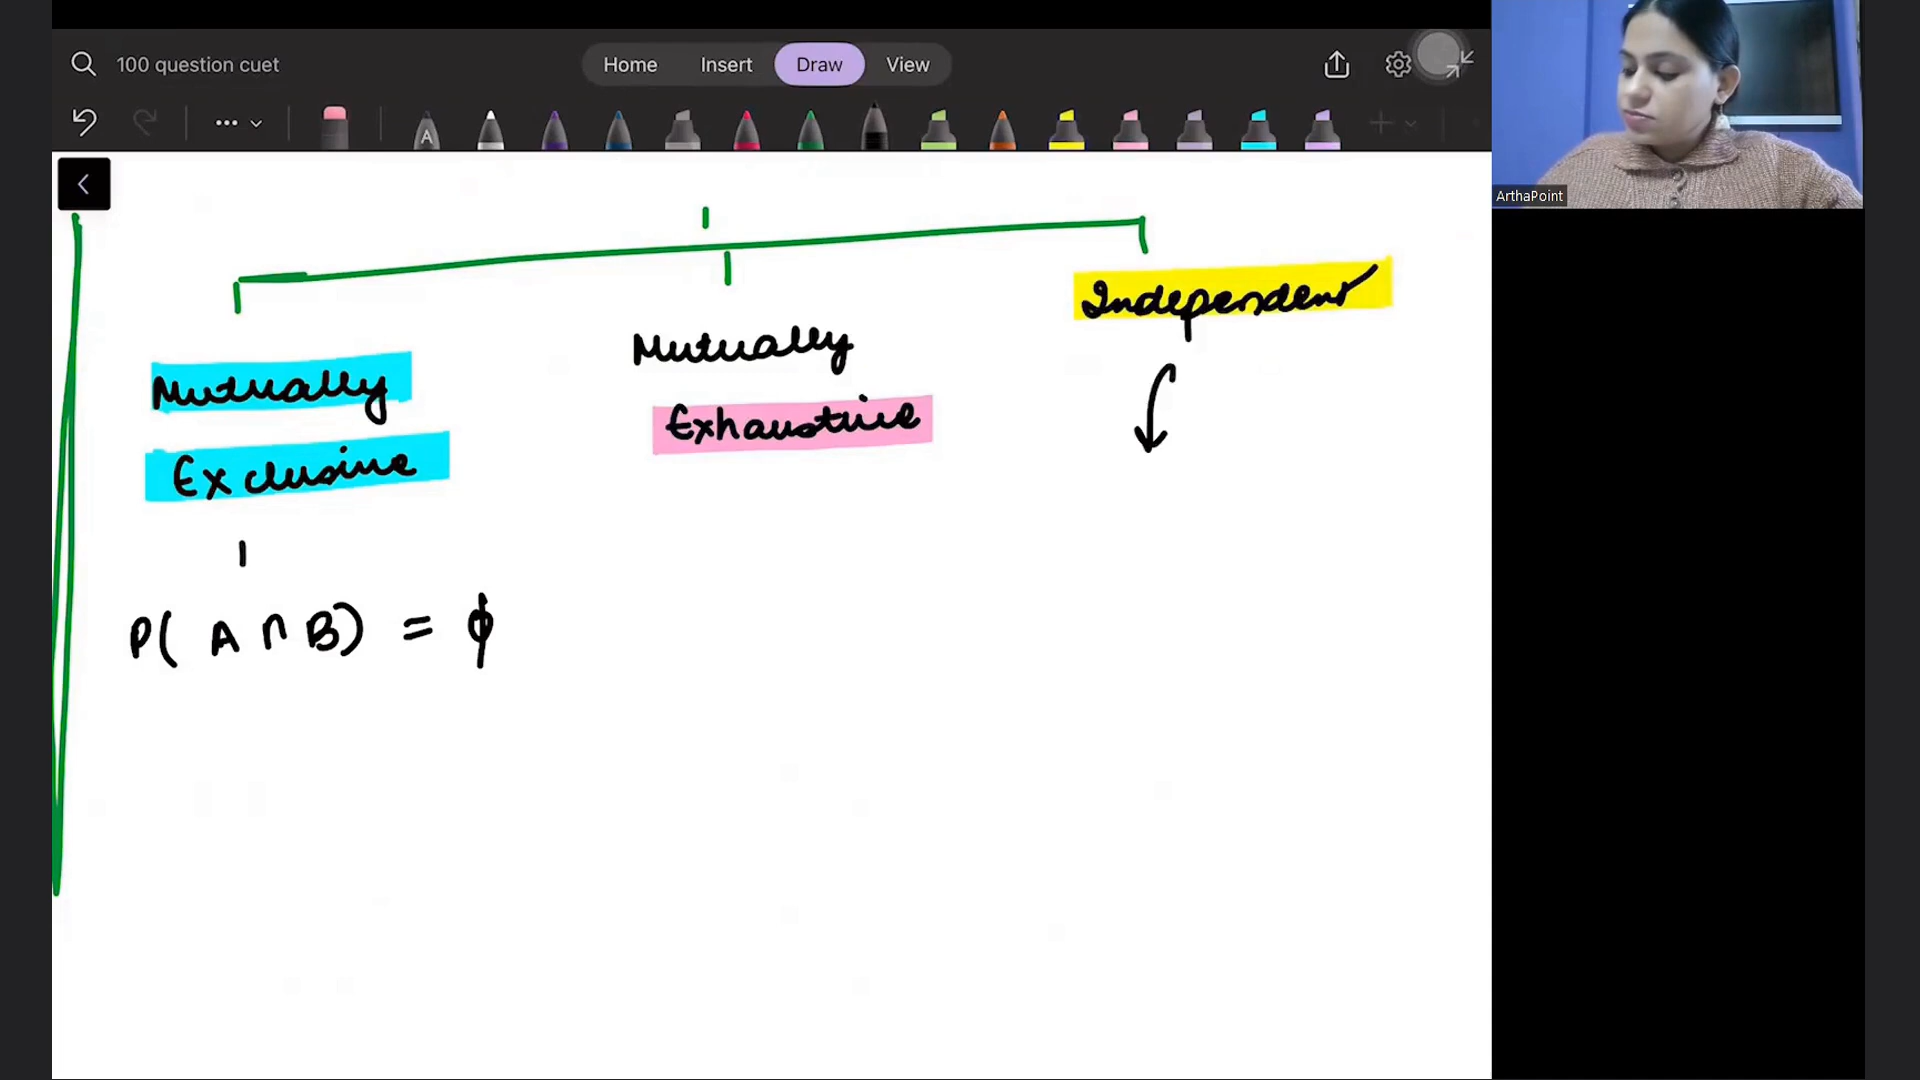 100 question cuet
Home Insert Draw View
A
ArthaPoint
Independent
Mutually
Exhaustive
Mutually
Exclusive
P( A ∩ B) = ϕ